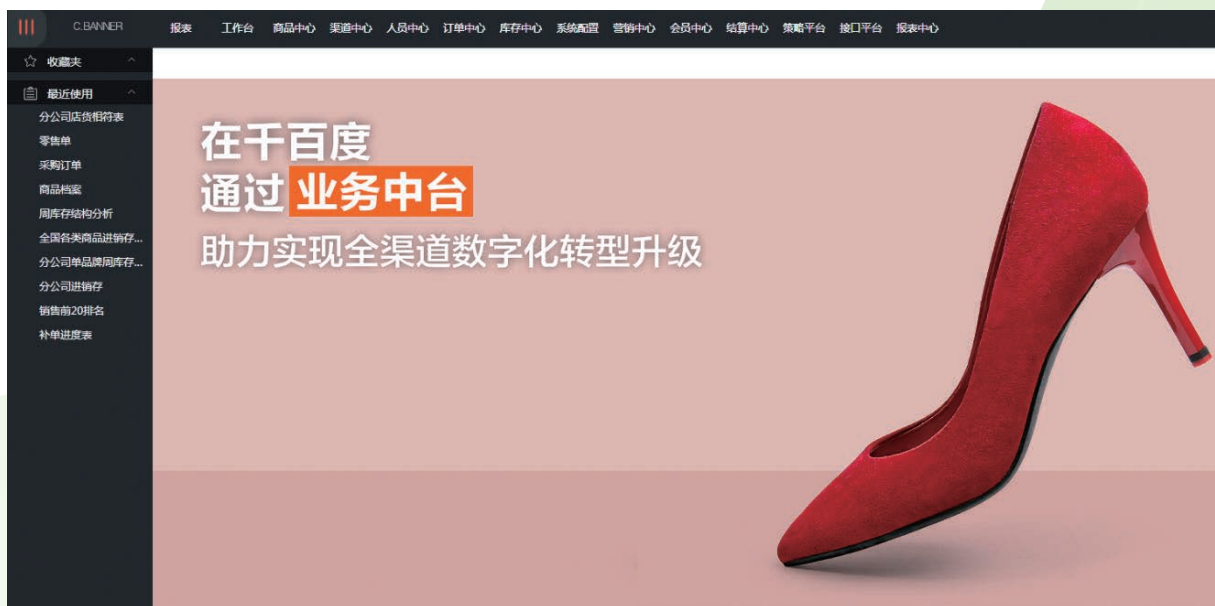 C.BANNER 报表 工作台 商品中心 渠道中心 人员中心 订单中心 库存中心 系统配置 营销中心 会员中心 结算中心 策略平台 接口平台 报表中心
收藏夹
最近使用
分公司店货相符表
零售单
采购订单
商品档案
周库存结构分析
全国各类商品进销存...
分公司单品牌周库存...
分公司进销存
销售前20排名
补单进度表
在千百度
通过 业务中台
助力实现全渠道数字化转型升级